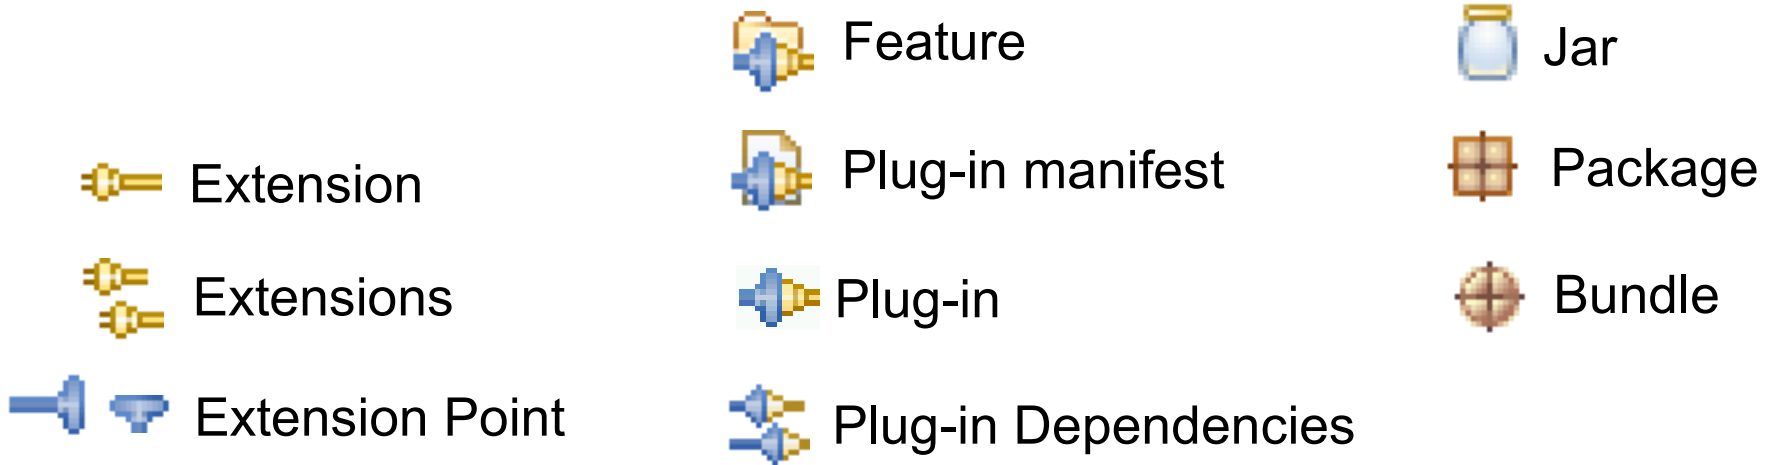 Extension
Extensions
Extension Point
Feature
Plug-in manifest
Plug-in
Plug-in Dependencies
Jar
Package
Bundle